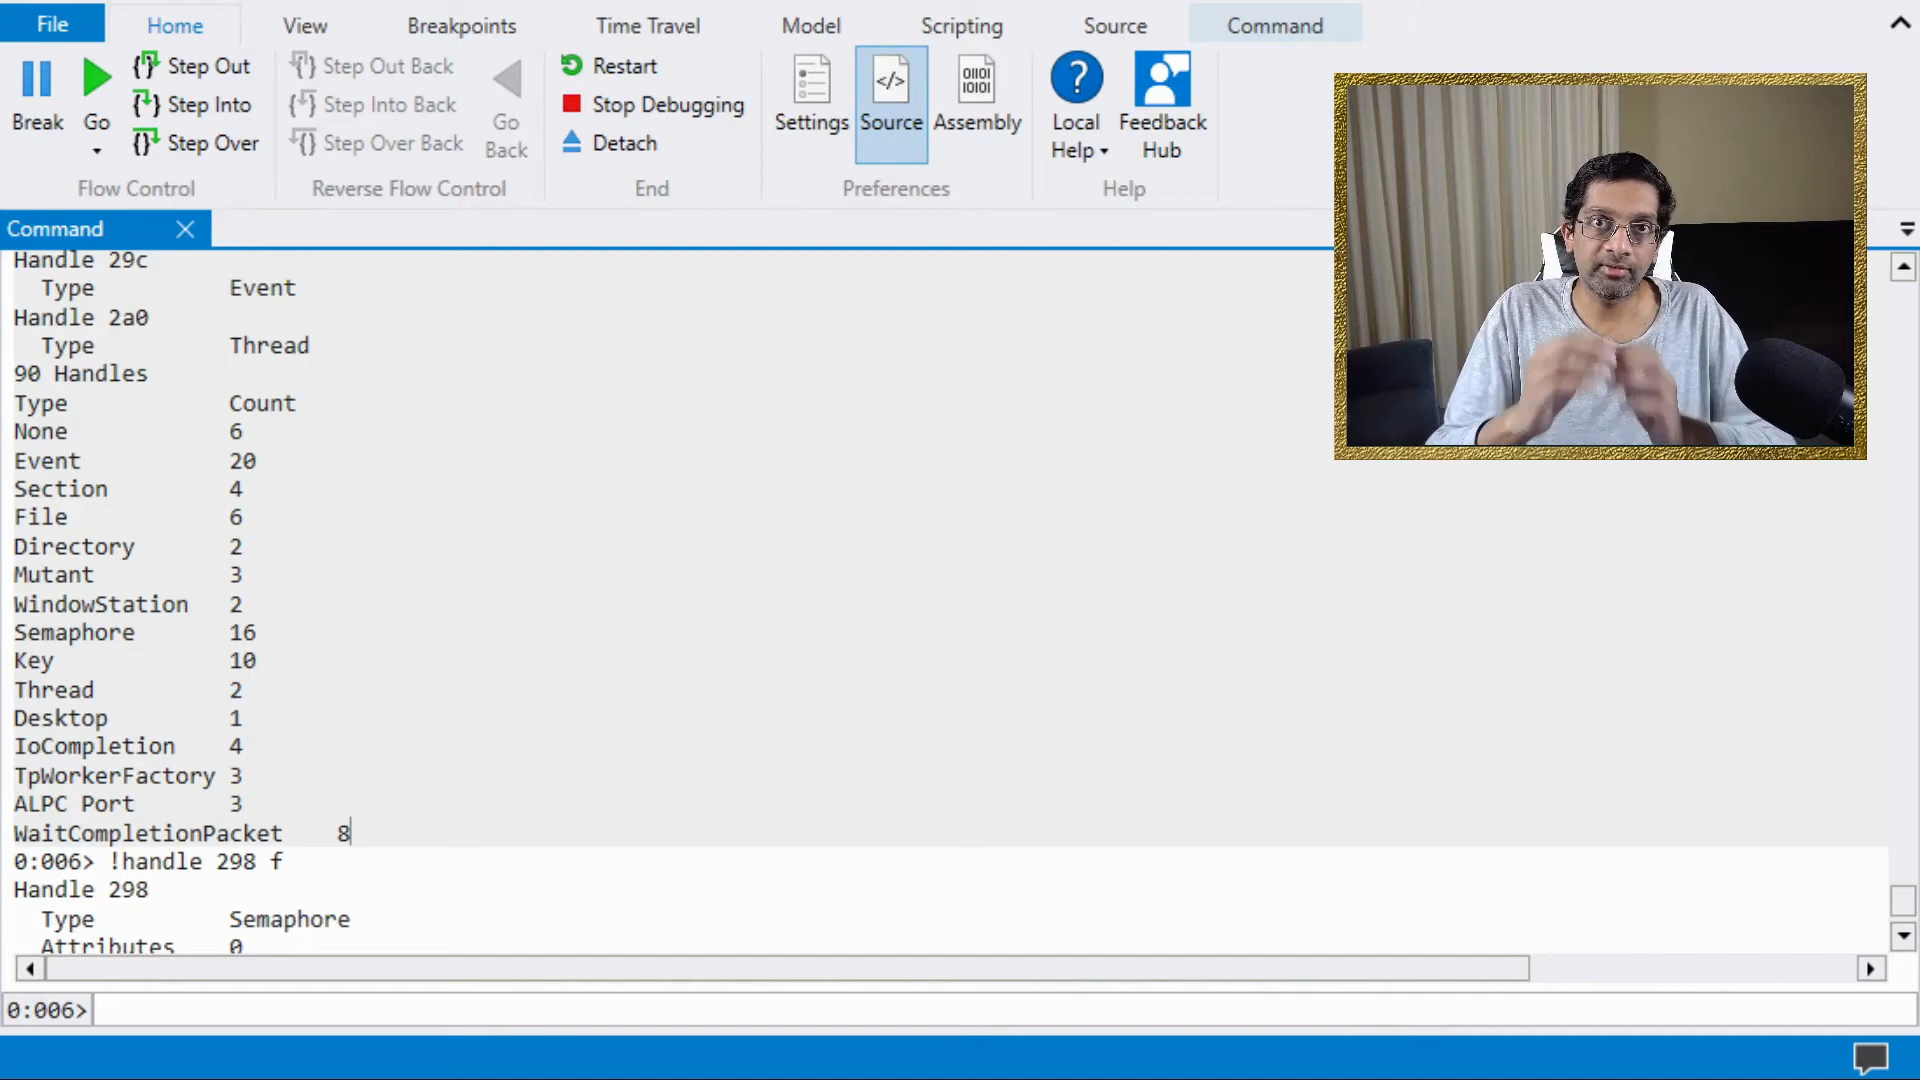 File Home View Breakpoints Time Travel Model Scripting Source Command
Break
Go
Step Out
Step Into
Step Over
Flow Control
Step Out Back
Step Into Back
Step Over Back
Go
Back
Reverse Flow Control
Restart
Stop Debugging
Detach
End
Settings
Source
Assembly
Preferences
Local
Help
Feedback
Hub
Help
Command
Handle 29c
Type Event
Handle 2a0
Type Thread
90 Handles
Type Count
None 6
Event 20
Section 4
File 6
Directory 2
Mutant 3
WindowStation 2
Semaphore 16
Key 10
Thread 2
Desktop 1
IoCompletion 4
TpWorkerFactory 3
ALPC Port 3
WaitCompletionPacket 8
0:006> !handle 298 f
Handle 298
Type Semaphore
Attributes 0
0:006>